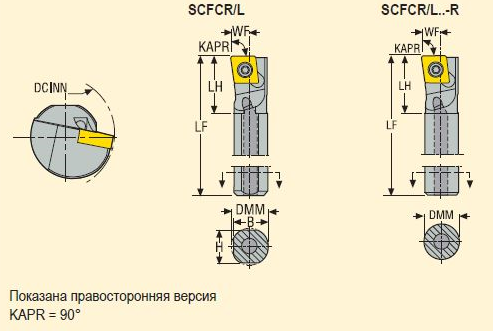 SCFCR/L
SCFCR/L..-R
WF
KAPR
LH
LF
DCINN
DMM
B
H
WF
KAPR
LH
LF
DMM
Показана правосторонняя версия
KAPR = 90°